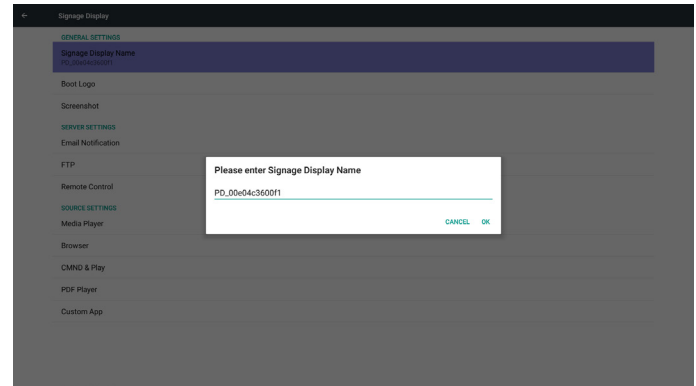 Signage Display
GENERAL SETTINGS
Signage Display Name
PD_00e04c3600f1
Boot Logo
Screenshot
SERVER SETTINGS
Email Notification
FTP
Remote Control
SOURCE SETTINGS
Media Player
Browser
CMND & Play
PDF Player
Custom App
Please enter Signage Display Name
PD_00e04c3600f1
CANCEL OK